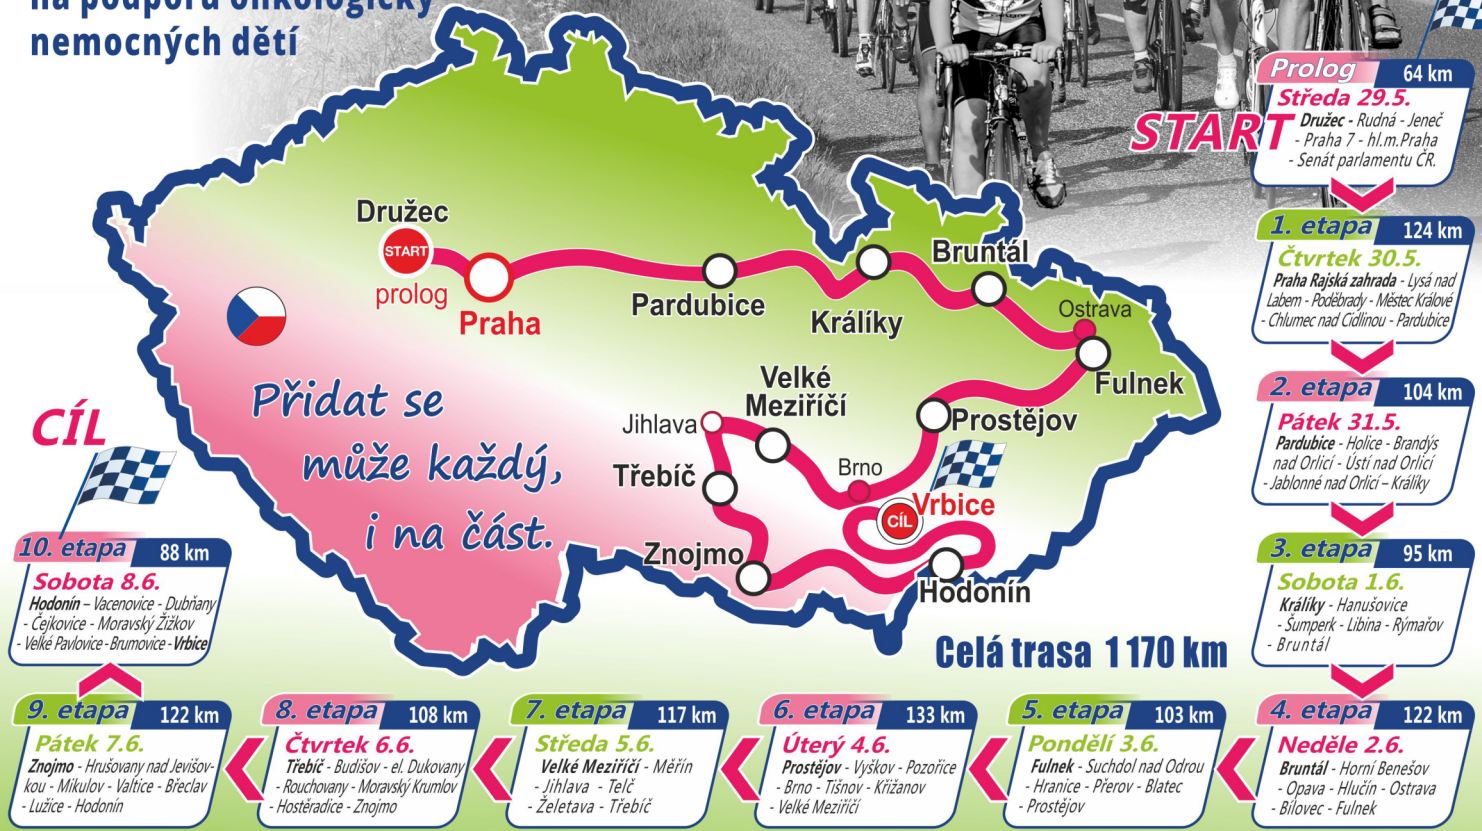 na podporu onkologicky
nemocných dětí
START
Prolog 64 km
Středa 29.5.
Družec - Rudná - Jeneč
- Praha 7 - hl.m.Praha
- Senát parlamentu ČR.
1. etapa 124 km
Čtvrtek 30.5.
Praha Rajská zahrada - Lysá nad
Labem - Poděbrady - Městec Králové
- Chlumec nad Cidlinou - Pardubice
2. etapa 104 km
Pátek 31.5.
Pardubice - Holice - Brandýs
nad Orlicí - Ústí nad Orlicí
- Jablonné nad Orlicí – Králíky
3. etapa 95 km
Sobota 1.6.
Králíky - Hanušovice
- Šumperk - Libina - Rýmařov
- Bruntál
4. etapa 122 km
Neděle 2.6.
Bruntál - Horní Benešov
- Opava - Hlučín - Ostrava
- Bílovec - Fulnek
5. etapa 103 km
Pondělí 3.6.
Fulnek - Suchdol nad Odrou
- Hranice - Přerov - Blatec
- Prostějov
6. etapa 133 km
Úterý 4.6.
Prostějov - Vyškov - Pozořice
- Brno - Tišnov - Křižanov
- Velké Meziříčí
7. etapa 117 km
Středa 5.6.
Velké Meziříčí - Měřín
- Jihlava - Telč
- Želetava - Třebíč
8. etapa 108 km
Čtvrtek 6.6.
Třebíč - Budišov - el. Dukovany
- Rouchovany - Moravský Krumlov
- Hostěradice - Znojmo
9. etapa 122 km
Pátek 7.6.
Znojmo - Hrušovany nad Jevišov-
kou - Mikulov - Valtice - Břeclav
- Lužice - Hodonín
10. etapa 88 km
Sobota 8.6.
Hodonín – Vacenovice - Dubňany
- Čejkovice - Moravský Žižkov
- Velké Pavlovice - Brumovice - Vrbice
CÍL
Družec
START
prolog
Praha
Pardubice
Králíky
Bruntál
Ostrava
Fulnek
Prostějov
Velké
Meziříčí
Jihlava
Třebíč
Brno
Vrbice
CÍL
Znojmo
Hodonín
Přidat se
může každý,
i na část.
Celá trasa 1 170 km